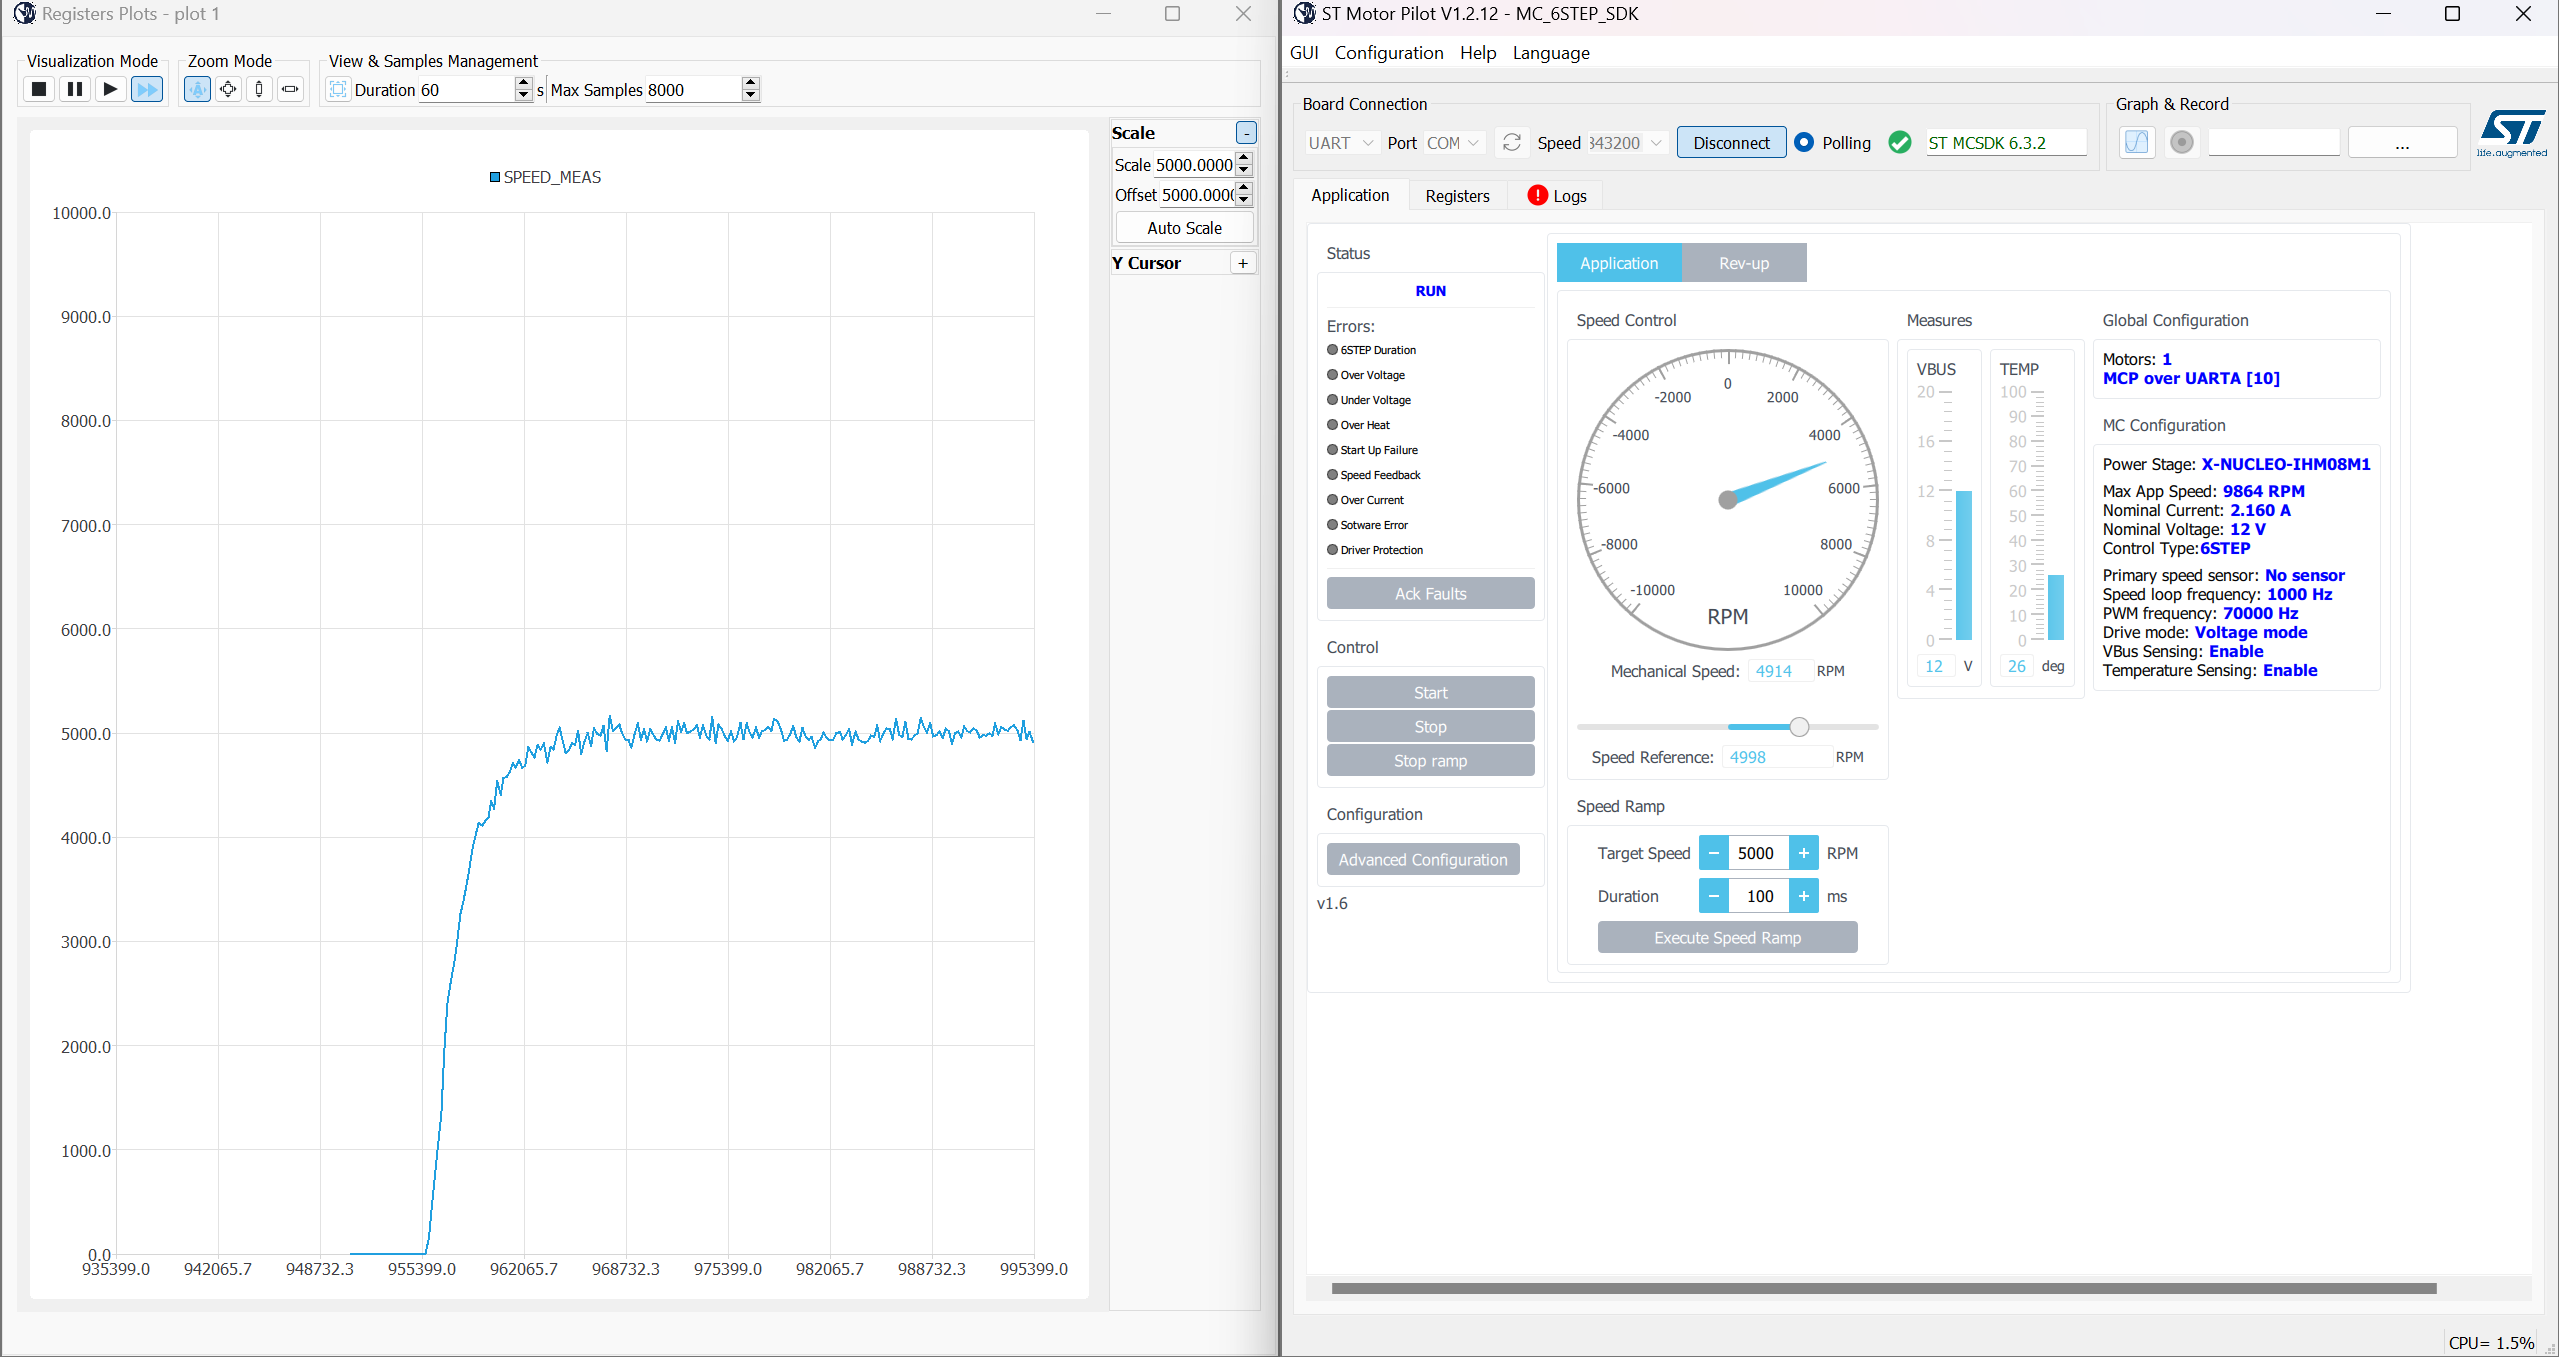 Registers Plots - plot 1
Visualization Mode
Zoom Mode
View & Samples Management
Duration 60 s Max Samples 8000
SPEED_MEAS
10000.0
9000.0
8000.0
7000.0
6000.0
5000.0
4000.0
3000.0
2000.0
1000.0
0.0
935399.0 942065.7 948732.3 955399.0 962065.7 968732.3 975399.0 982065.7 988732.3 995399.0
Scale -
Scale 5000.0000
Offset 5000.000
Auto Scale
Y Cursor +
ST Motor Pilot V1.2.12 - MC_6STEP_SDK
GUI Configuration Help Language
Board Connection
UART Port COM Speed 343200 Disconnect Polling ST MCSDK 6.3.2
Graph & Record
...
ST
life.augmented
Application Registers Logs
Status
RUN
Errors:
6STEP Duration
Over Voltage
Under Voltage
Over Heat
Start Up Failure
Speed Feedback
Over Current
Sotware Error
Driver Protection
Ack Faults
Control
Start
Stop
Stop ramp
Configuration
Advanced Configuration
v1.6
Application Rev-up
Speed Control
0
-2000 2000
-4000 4000
-6000 6000
-8000 8000
-10000 10000
RPM
Mechanical Speed: 4914 RPM
Speed Reference: 4998 RPM
Speed Ramp
Target Speed - 5000 + RPM
Duration - 100 + ms
Execute Speed Ramp
Measures
VBUS
20
16
12
8
4
0
12 V
TEMP
100
90
80
70
60
50
40
30
20
10
0
26 deg
Global Configuration
Motors: 1
MCP over UARTA [10]
MC Configuration
Power Stage: X-NUCLEO-IHM08M1
Max App Speed: 9864 RPM
Nominal Current: 2.160 A
Nominal Voltage: 12 V
Control Type:6STEP
Primary speed sensor: No sensor
Speed loop frequency: 1000 Hz
PWM frequency: 70000 Hz
Drive mode: Voltage mode
VBus Sensing: Enable
Temperature Sensing: Enable
CPU= 1.5%